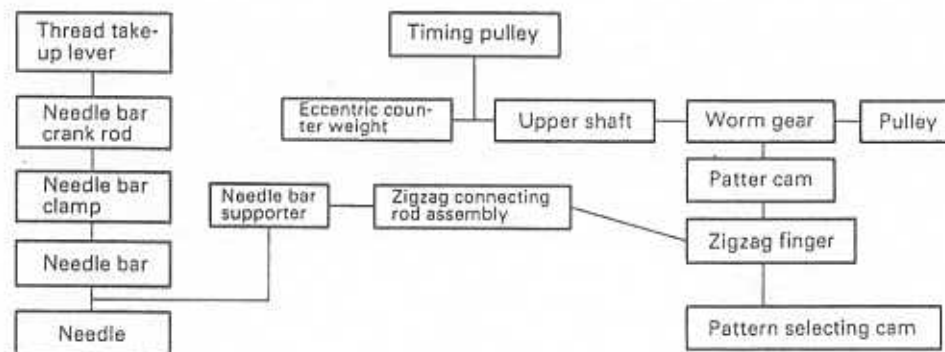 Thread take-
up lever
Timing pulley
Needle bar
crank rod
Eccentric coun-
ter weight
Upper shaft
Worm gear
Pulley
Needle bar
clamp
Needle bar
supporter
Zigzag connecting
rod assembly
Patter cam
Needle bar
Zigzag finger
Needle
Pattern selecting cam